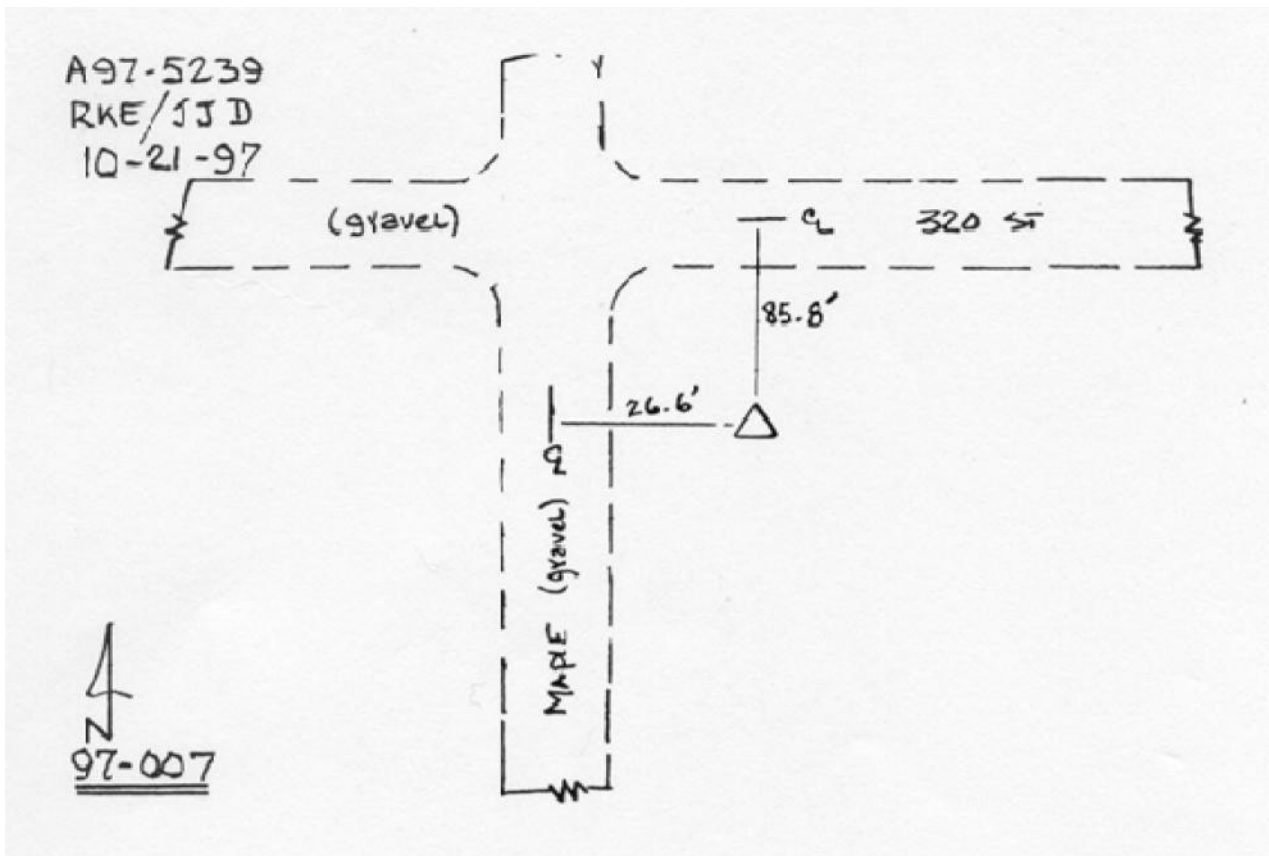 A97-5239
RKE/JJD
10-21-97
(gravel)
℄ 320 ST
85.8'
26.6'
℄
MAPLE (gravel)
N
97-007